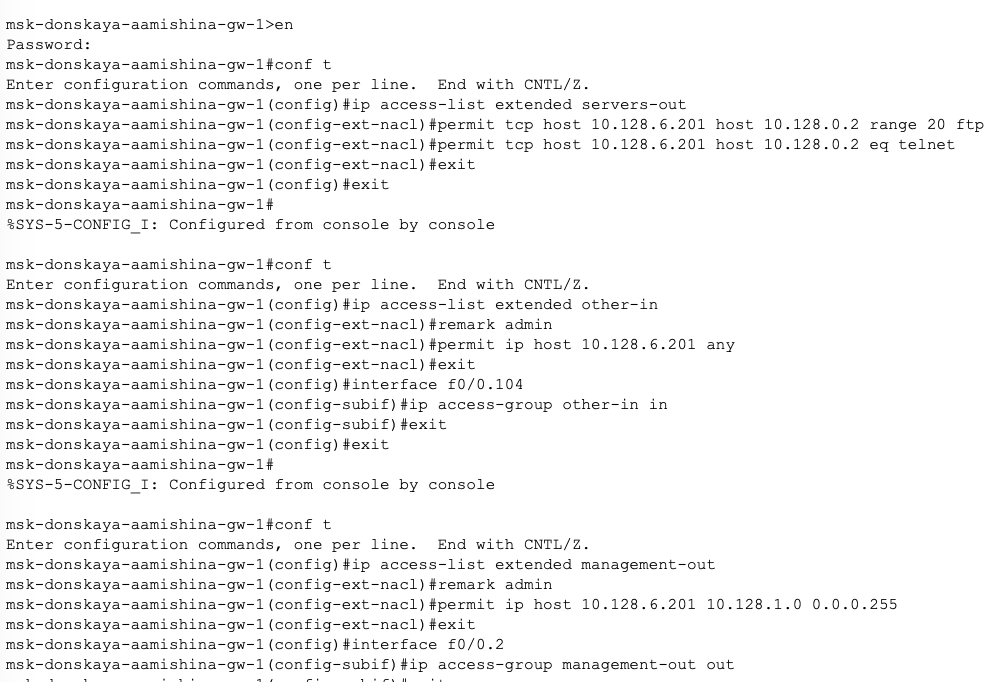 msk-donskaya-aamishina-gw-1>en
Password:
msk-donskaya-aamishina-gw-1#conf t
Enter configuration commands, one per line.  End with CNTL/Z.
msk-donskaya-aamishina-gw-1(config)#ip access-list extended servers-out
msk-donskaya-aamishina-gw-1(config-ext-nacl)#permit tcp host 10.128.6.201 host 10.128.0.2 range 20 ftp
msk-donskaya-aamishina-gw-1(config-ext-nacl)#permit tcp host 10.128.6.201 host 10.128.0.2 eq telnet
msk-donskaya-aamishina-gw-1(config-ext-nacl)#exit
msk-donskaya-aamishina-gw-1(config)#exit
msk-donskaya-aamishina-gw-1#
%SYS-5-CONFIG_I: Configured from console by console
msk-donskaya-aamishina-gw-1#conf t
Enter configuration commands, one per line.  End with CNTL/Z.
msk-donskaya-aamishina-gw-1(config)#ip access-list extended other-in
msk-donskaya-aamishina-gw-1(config-ext-nacl)#remark admin
msk-donskaya-aamishina-gw-1(config-ext-nacl)#permit ip host 10.128.6.201 any
msk-donskaya-aamishina-gw-1(config-ext-nacl)#exit
msk-donskaya-aamishina-gw-1(config)#interface f0/0.104
msk-donskaya-aamishina-gw-1(config-subif)#ip access-group other-in in
msk-donskaya-aamishina-gw-1(config-subif)#exit
msk-donskaya-aamishina-gw-1(config)#exit
msk-donskaya-aamishina-gw-1#
%SYS-5-CONFIG_I: Configured from console by console
msk-donskaya-aamishina-gw-1#conf t
Enter configuration commands, one per line.  End with CNTL/Z.
msk-donskaya-aamishina-gw-1(config)#ip access-list extended management-out
msk-donskaya-aamishina-gw-1(config-ext-nacl)#remark admin
msk-donskaya-aamishina-gw-1(config-ext-nacl)#permit ip host 10.128.6.201 10.128.1.0 0.0.0.255
msk-donskaya-aamishina-gw-1(config-ext-nacl)#exit
msk-donskaya-aamishina-gw-1(config)#interface f0/0.2
msk-donskaya-aamishina-gw-1(config-subif)#ip access-group management-out out